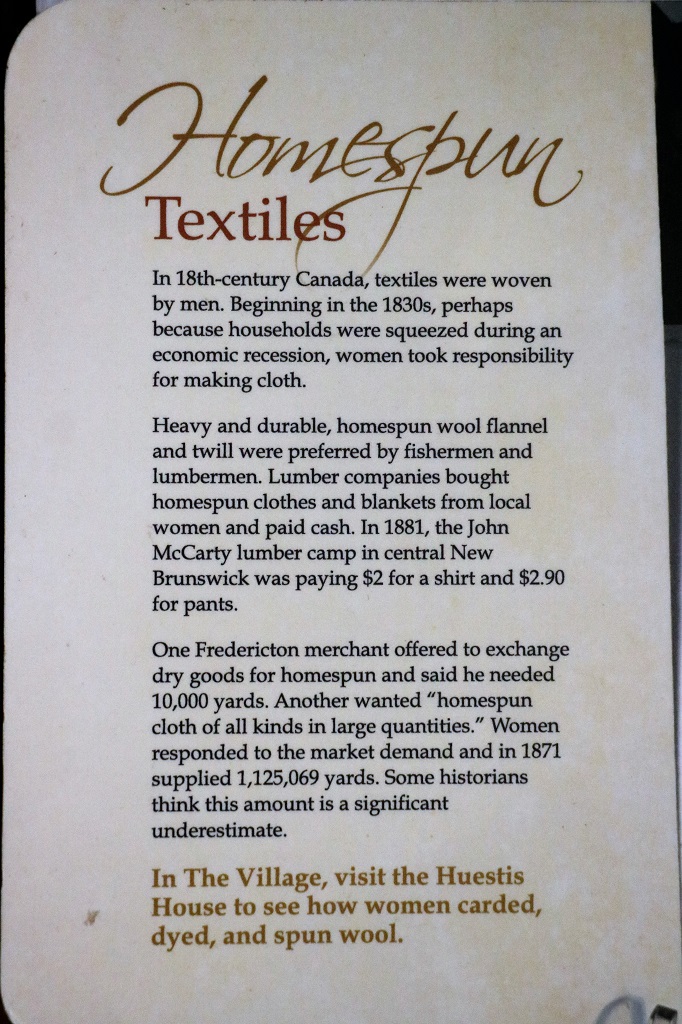 Homespun
Textiles
In 18th-century Canada, textiles were woven
by men. Beginning in the 1830s, perhaps
because households were squeezed during an
economic recession, women took responsibility
for making cloth.
Heavy and durable, homespun wool flannel
and twill were preferred by fishermen and
lumbermen. Lumber companies bought
homespun clothes and blankets from local
women and paid cash. In 1881, the John
McCarty lumber camp in central New
Brunswick was paying $2 for a shirt and $2.90
for pants.
One Fredericton merchant offered to exchange
dry goods for homespun and said he needed
10,000 yards. Another wanted “homespun
cloth of all kinds in large quantities.” Women
responded to the market demand and in 1871
supplied 1,125,069 yards. Some historians
think this amount is a significant
underestimate.
In The Village, visit the Huestis
House to see how women carded,
dyed, and spun wool.